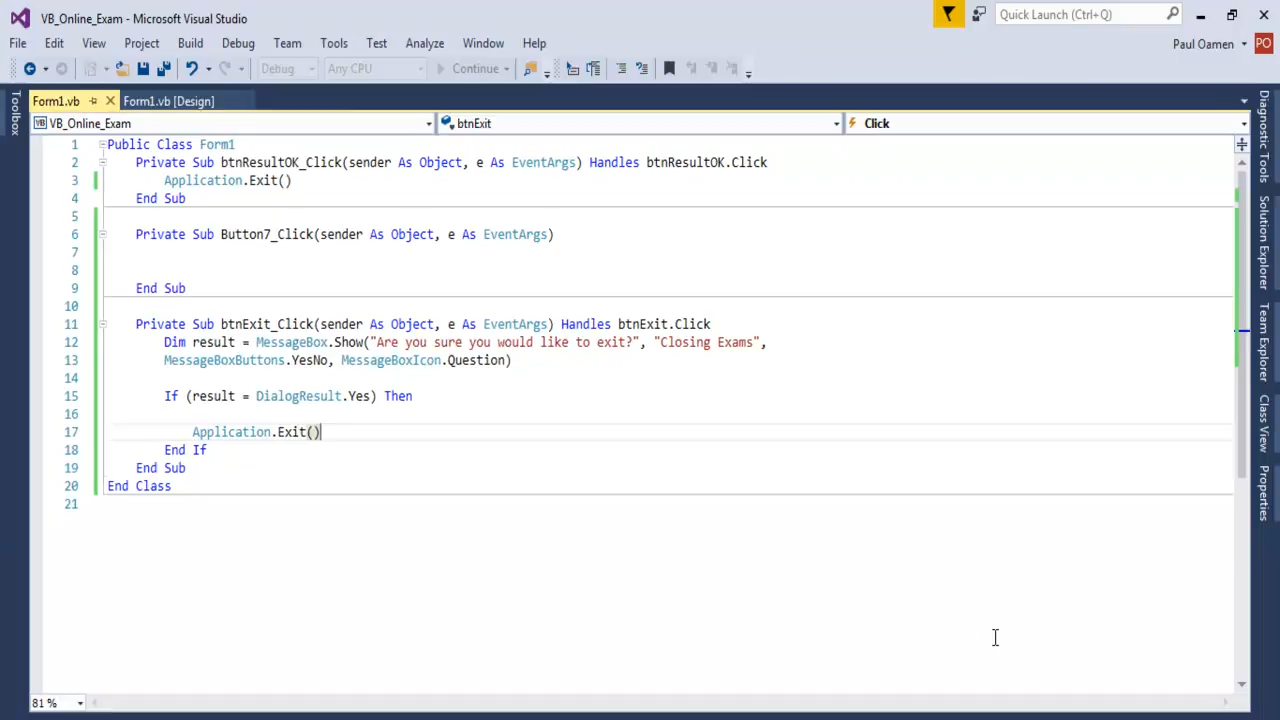 VB_Online_Exam - Microsoft Visual Studio
Quick Launch (Ctrl+Q)
File Edit View Project Build Debug Team Tools Test Analyze Window Help
Paul Oamen PO
Debug Any CPU Continue
Form1.vb Form1.vb [Design]
VB_Online_Exam btnExit Click
1 Public Class Form1
2 Private Sub btnResultOK_Click(sender As Object, e As EventArgs) Handles btnResultOK.Click
3 Application.Exit()
4 End Sub
5
6 Private Sub Button7_Click(sender As Object, e As EventArgs)
7
8
9 End Sub
10
11 Private Sub btnExit_Click(sender As Object, e As EventArgs) Handles btnExit.Click
12 Dim result = MessageBox.Show("Are you sure you would like to exit?", "Closing Exams",
13 MessageBoxButtons.YesNo, MessageBoxIcon.Question)
14
15 If (result = DialogResult.Yes) Then
16
17 Application.Exit()
18 End If
19 End Sub
20 End Class
21
81 %
Toolbox
Diagnostic Tools
Solution Explorer
Team Explorer
Class View
Properties